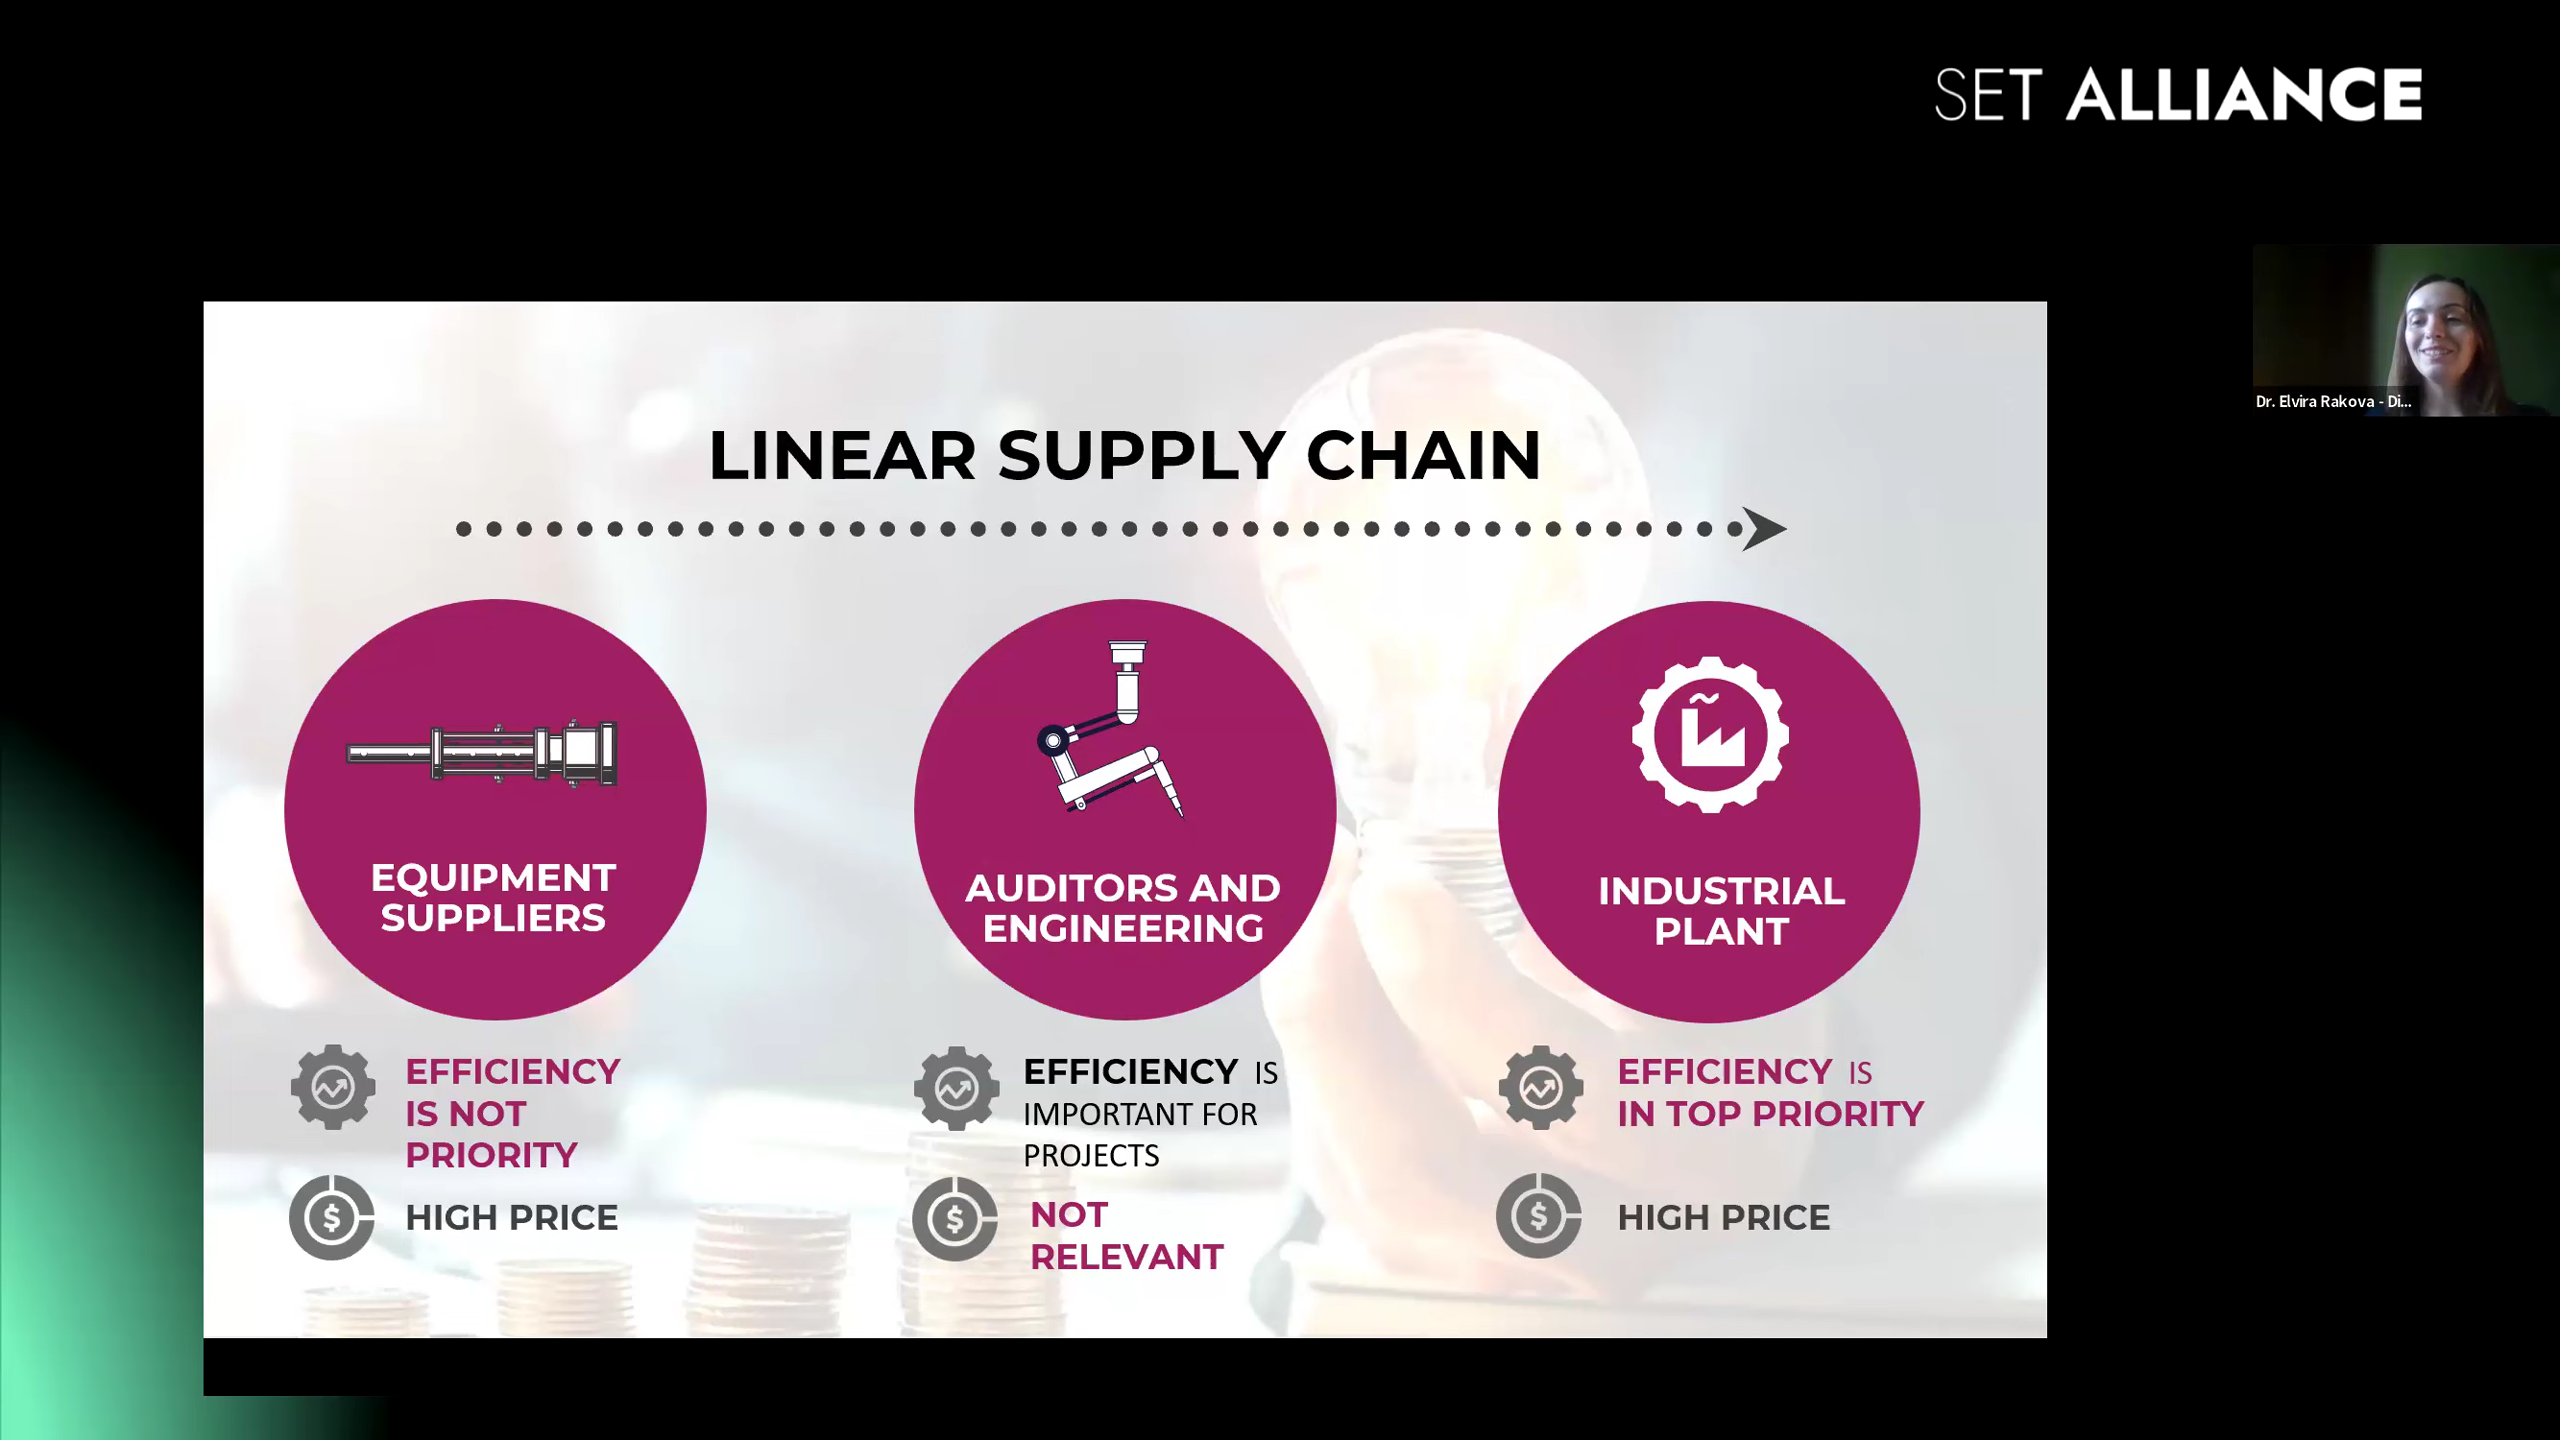 SET ALLIANCE
Dr. Elvira Rakova - Di...
LINEAR SUPPLY CHAIN
EQUIPMENT
SUPPLIERS
EFFICIENCY
IS NOT
PRIORITY
HIGH PRICE
AUDITORS AND
ENGINEERING
EFFICIENCY IS
IMPORTANT FOR
PROJECTS
NOT
RELEVANT
INDUSTRIAL
PLANT
EFFICIENCY IS
IN TOP PRIORITY
HIGH PRICE